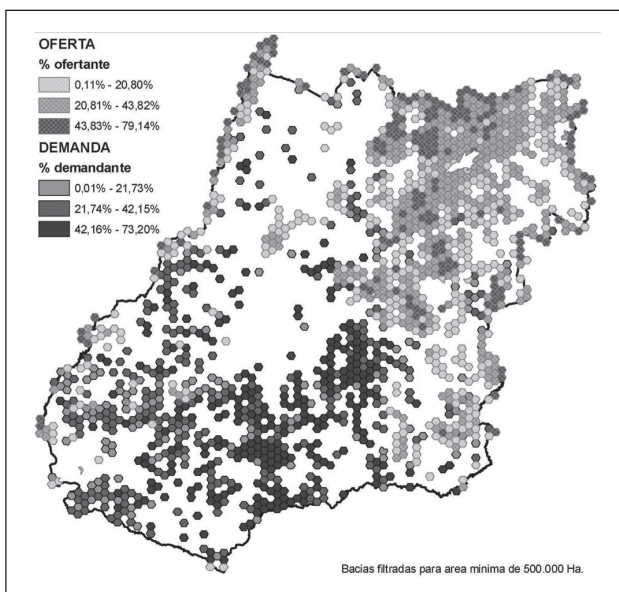 OFERTA
% ofertante
0,11% - 20,80%
20,81% - 43,82%
43,83% - 79,14%
DEMANDA
% demandante
0,01% - 21,73%
21,74% - 42,15%
42,16% - 73,20%
Bacias filtradas para area minima de 500.000 Ha.